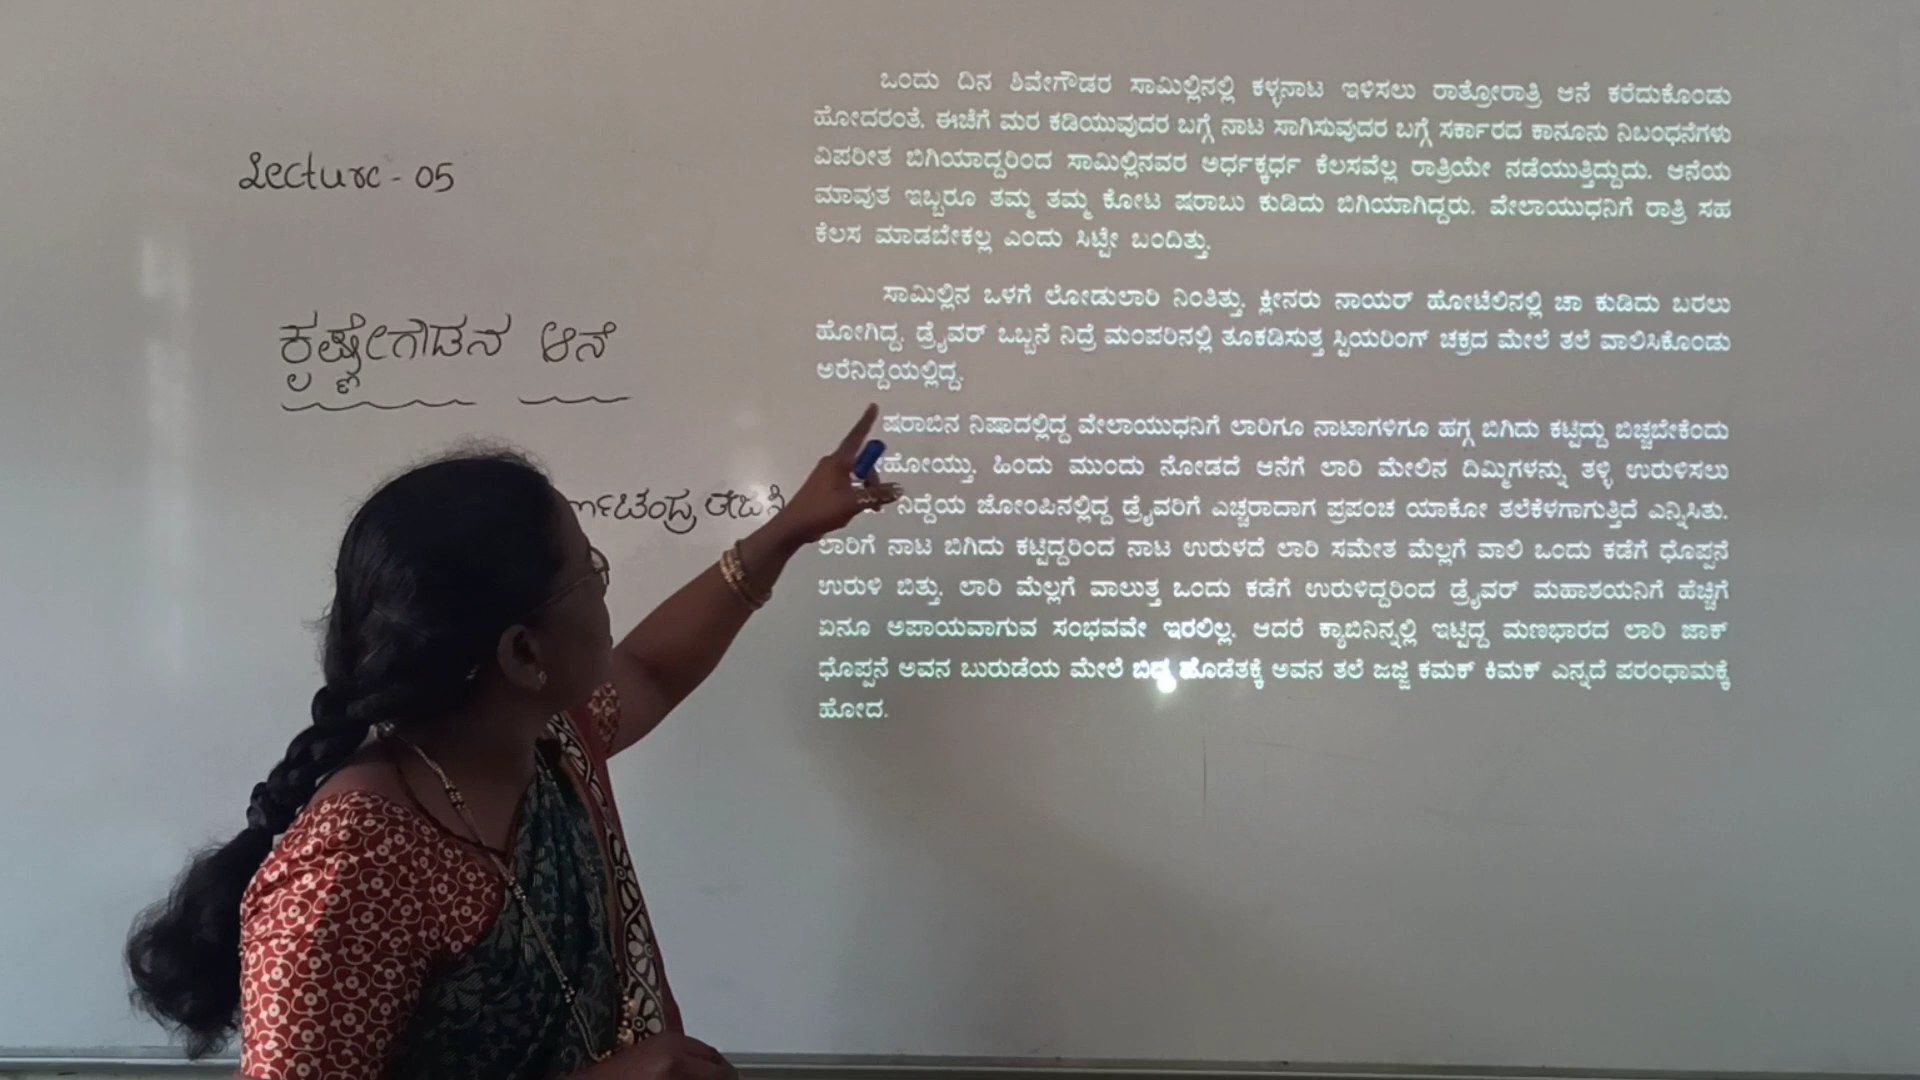 Lecture - 05
ಕೃಷ್ಣೇಗೌಡನ ಆನೆ
ಚಂದ್ರ ತೇಜಸ್ವಿ
ಒಂದು ದಿನ ಶಿವೇಗೌಡರ ಸಾಮಿಲ್ಲಿನಲ್ಲಿ ಕಳ್ಳನಾಟ ಇಳಿಸಲು ರಾತ್ರೋರಾತ್ರಿ ಆನೆ ಕರೆದುಕೊಂಡು
ಹೋದರಂತೆ. ಈಚೆಗೆ ಮರ ಕಡಿಯುವುದರ ಬಗ್ಗೆ ನಾಟ ಸಾಗಿಸುವುದರ ಬಗ್ಗೆ ಸರ್ಕಾರದ ಕಾನೂನು ನಿಬಂಧನೆಗಳು
ವಿಪರೀತ ಬಿಗಿಯಾದ್ದರಿಂದ ಸಾಮಿಲ್ಲಿನವರ ಅರ್ಧಕ್ಕರ್ಧ ಕೆಲಸವೆಲ್ಲ ರಾತ್ರಿಯೇ ನಡೆಯುತ್ತಿದ್ದುದು. ಆನೆಯ
ಮಾವುತ ಇಬ್ಬರೂ ತಮ್ಮ ತಮ್ಮ ಕೋಟ ಷರಾಬು ಕುಡಿದು ಬಿಗಿಯಾಗಿದ್ದರು. ವೇಲಾಯುಧನಿಗೆ ರಾತ್ರಿ ಸಹ
ಕೆಲಸ ಮಾಡಬೇಕಲ್ಲ ಎಂದು ಸಿಟ್ಟೇ ಬಂದಿತ್ತು.
ಸಾಮಿಲ್ಲಿನ ಒಳಗೆ ಲೋಡುಲಾರಿ ನಿಂತಿತ್ತು. ಕ್ಲೀನರು ನಾಯರ್ ಹೋಟೆಲಿನಲ್ಲಿ ಚಾ ಕುಡಿದು ಬರಲು
ಹೋಗಿದ್ದ. ಡ್ರೈವರ್ ಒಬ್ಬನೆ ನಿದ್ರೆ ಮಂಪರಿನಲ್ಲಿ ತೂಕಡಿಸುತ್ತ ಸ್ಟಿಯರಿಂಗ್ ಚಕ್ರದ ಮೇಲೆ ತಲೆ ವಾಲಿಸಿಕೊಂಡು
ಅರೆನಿದ್ದೆಯಲ್ಲಿದ್ದ.
ಷರಾಬಿನ ನಿಷಾದಲ್ಲಿದ್ದ ವೇಲಾಯುಧನಿಗೆ ಲಾರಿಗೂ ನಾಟಾಗಳಿಗೂ ಹಗ್ಗ ಬಿಗಿದು ಕಟ್ಟಿದ್ದು ಬಿಚ್ಚಬೇಕೆಂದು
ಹೋಯ್ತು. ಹಿಂದು ಮುಂದು ನೋಡದೆ ಆನೆಗೆ ಲಾರಿ ಮೇಲಿನ ದಿಮ್ಮಿಗಳನ್ನು ತಳ್ಳಿ ಉರುಳಿಸಲು
ನಿದ್ದೆಯ ಜೋಂಪಿನಲ್ಲಿದ್ದ ಡ್ರೈವರಿಗೆ ಎಚ್ಚರಾದಾಗ ಪ್ರಪಂಚ ಯಾಕೋ ತಲೆಕೆಳಗಾಗುತ್ತಿದೆ ಎನ್ನಿಸಿತು.
ಲಾರಿಗೆ ನಾಟ ಬಿಗಿದು ಕಟ್ಟಿದ್ದರಿಂದ ನಾಟ ಉರುಳದೆ ಲಾರಿ ಸಮೇತ ಮೆಲ್ಲಗೆ ವಾಲಿ ಒಂದು ಕಡೆಗೆ ಧೊಪ್ಪನೆ
ಉರುಳಿ ಬಿತ್ತು. ಲಾರಿ ಮೆಲ್ಲಗೆ ವಾಲುತ್ತ ಒಂದು ಕಡೆಗೆ ಉರುಳಿದ್ದರಿಂದ ಡ್ರೈವರ್ ಮಹಾಶಯನಿಗೆ ಹೆಚ್ಚಿಗೆ
ಏನೂ ಅಪಾಯವಾಗುವ ಸಂಭವವೇ ಇರಲಿಲ್ಲ. ಆದರೆ ಕ್ಯಾಬಿನಿನ್ನಲ್ಲಿ ಇಟ್ಟಿದ್ದ ಮಣಭಾರದ ಲಾರಿ ಜಾಕ್
ಧೊಪ್ಪನೆ ಅವನ ಬುರುಡೆಯ ಮೇಲೆ ಬಿದ್ದ ಹೊಡೆತಕ್ಕೆ ಅವನ ತಲೆ ಜಜ್ಜಿ ಕಮಕ್ ಕಿಮಕ್ ಎನ್ನದೆ ಪರಂಧಾಮಕ್ಕೆ
ಹೋದ.